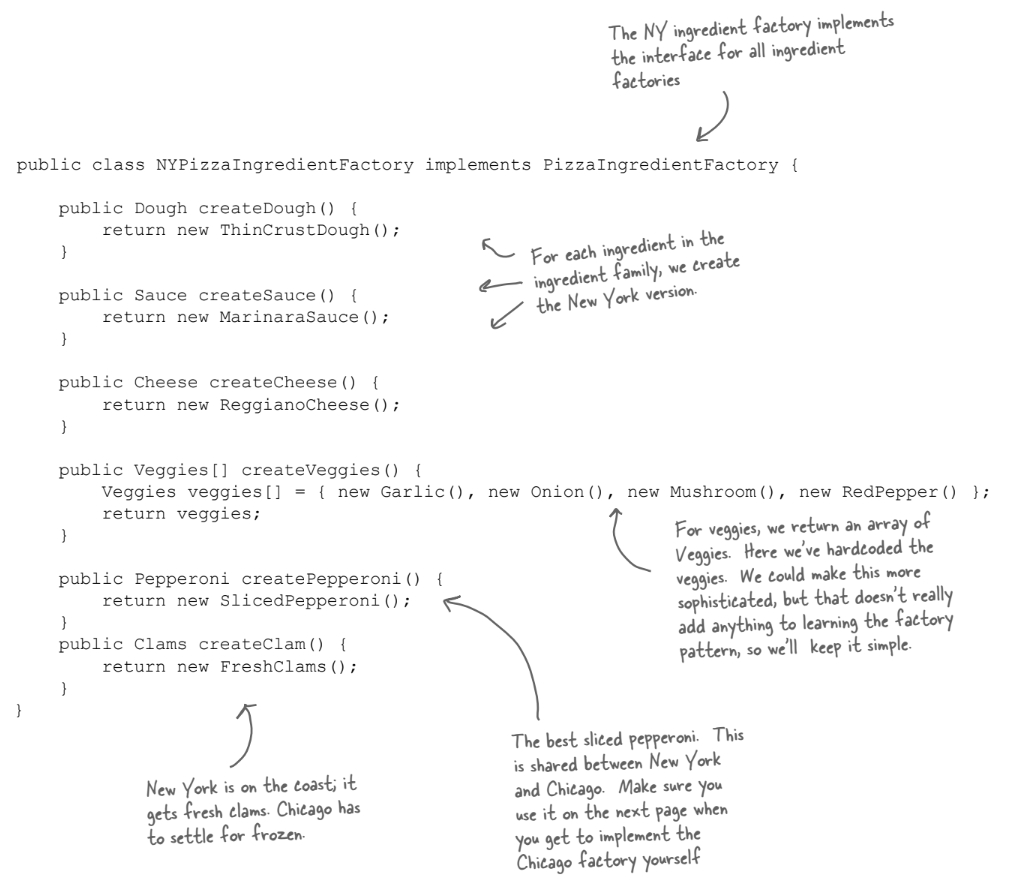 The NY ingredient factory implements
the interface for all ingredient
factories
public class NYPizzaIngredientFactory implements PizzaIngredientFactory {
public Dough createDough() {
return new ThinCrustDough();
}
For each ingredient in the
ingredient family, we create
the New York version.
public Sauce createSauce() {
return new MarinaraSauce();
}
public Cheese createCheese() {
return new ReggianoCheese();
}
public Veggies[] createVeggies() {
Veggies veggies[] = { new Garlic(), new Onion(), new Mushroom(), new RedPepper() };
return veggies;
}
For veggies, we return an array of
Veggies. Here we've hardcoded the
veggies. We could make this more
sophisticated, but that doesn't really
add anything to learning the factory
pattern, so we'll keep it simple.
public Pepperoni createPepperoni() {
return new SlicedPepperoni();
}
public Clams createClam() {
return new FreshClams();
}
}
New York is on the coast; it
gets fresh clams. Chicago has
to settle for frozen.
The best sliced pepperoni. This
is shared between New York
and Chicago. Make sure you
use it on the next page when
you get to implement the
Chicago factory yourself